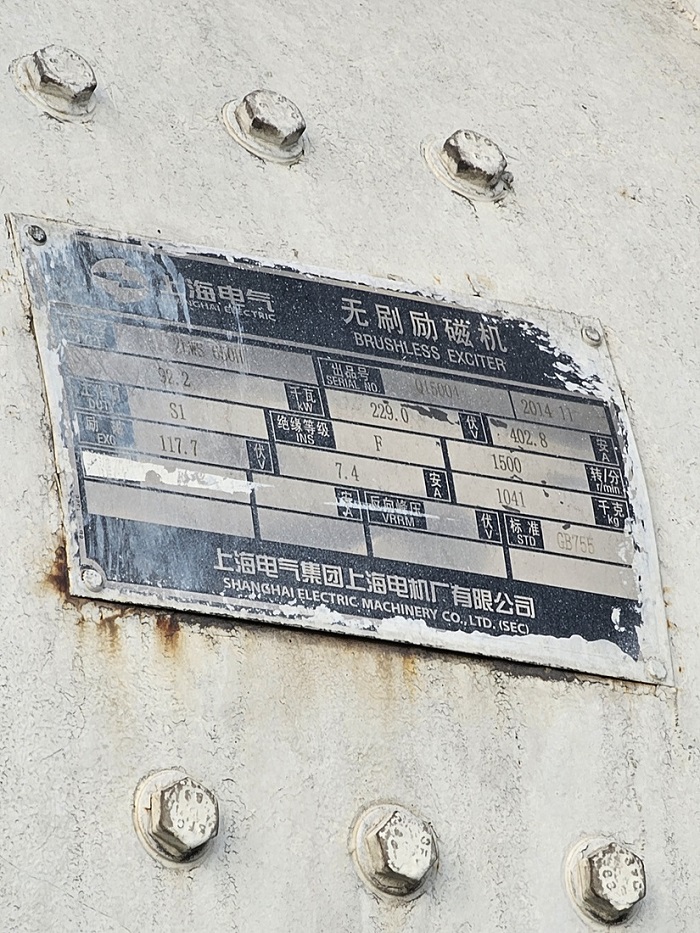 上海电气
SHANGHAI ELECTRIC
无刷励磁机
BRUSHLESS EXCITER
出品号
SERIAL NO
2014 11
92.2
千瓦
kW
229.0
伏
V
402.8
安
A
DUTY
S1
绝缘等级
INS
F
1500
转/分
r/min
EXC
117.7
伏
V
7.4
安
A
1041
千克
kg
安
A
反向峰压
VRRM
伏
V
标准
STD
GB755
上海电气集团上海电机厂有限公司
SHANGHAI ELECTRIC MACHINERY CO., LTD. (SEC)